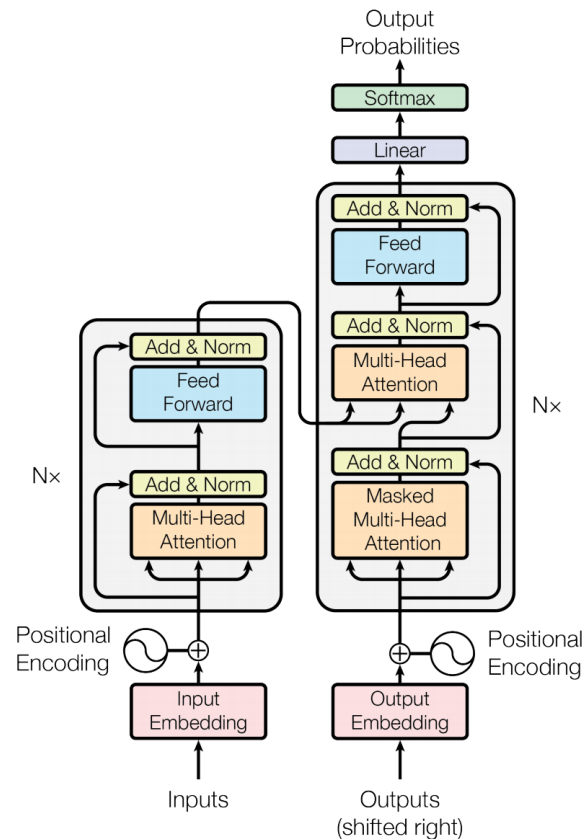 Output
Probabilities
Softmax
Linear
Add & Norm
Feed
Forward
Add & Norm
Multi-Head
Attention
Add & Norm
Masked
Multi-Head
Attention
N×
Positional
Encoding
Output
Embedding
Outputs
(shifted right)
Add & Norm
Feed
Forward
Add & Norm
Multi-Head
Attention
N×
Positional
Encoding
Input
Embedding
Inputs